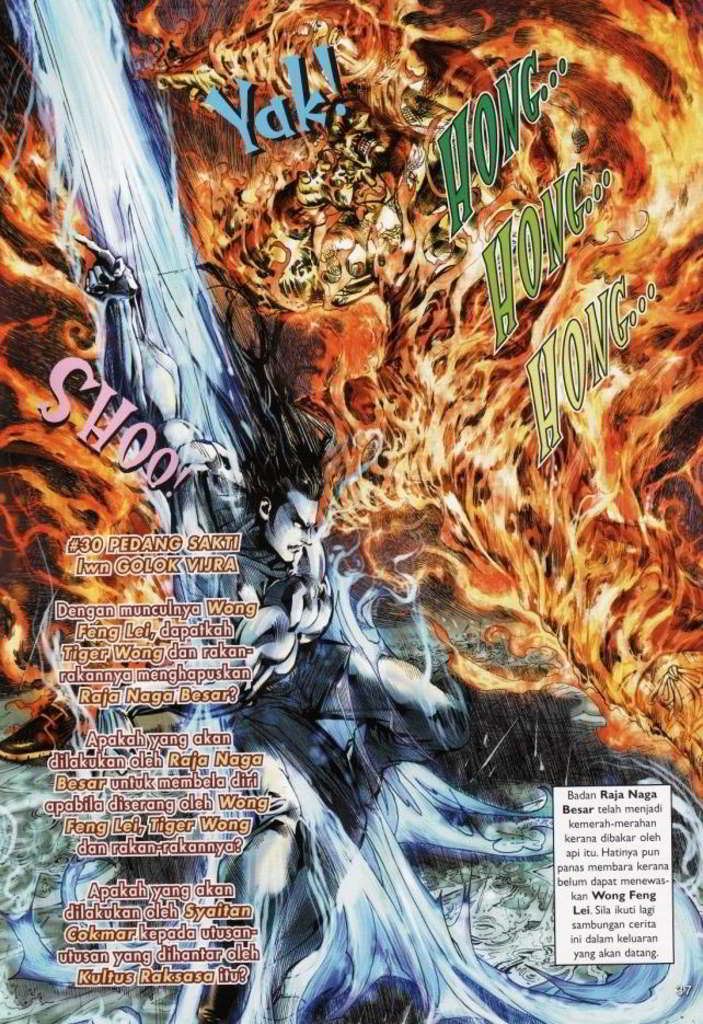 Yak!
HONG...
HONG...
HONG...
SHOO!
#30 PEDANG SAKTI
lwn GOLOK VIJRA
Dengan munculnya Wong
Feng Lei, dapatkah
Tiger Wong dan rakan-
rakannya menghapuskan
Raja Naga Besar?
Apakah yang akan
dilakukan oleh Raja Naga
Besar untuk membela diri
apabila diserang oleh Wong
Feng Lei, Tiger Wong
dan rakan-rakannya?
Apakah yang akan
dilakukan oleh Syaitan
Cokmar kepada utusan-
utusan yang dihantar oleh
Kultus Raksasa itu?
Badan Raja Naga
Besar telah menjadi
kemerah-merahan
kerana dibakar oleh
api itu. Hatinya pun
panas membara kerana
belum dapat menewas-
kan Wong Feng
Lei. Sila ikuti lagi
sambungan cerita
ini dalam keluaran
yang akan datang.
37